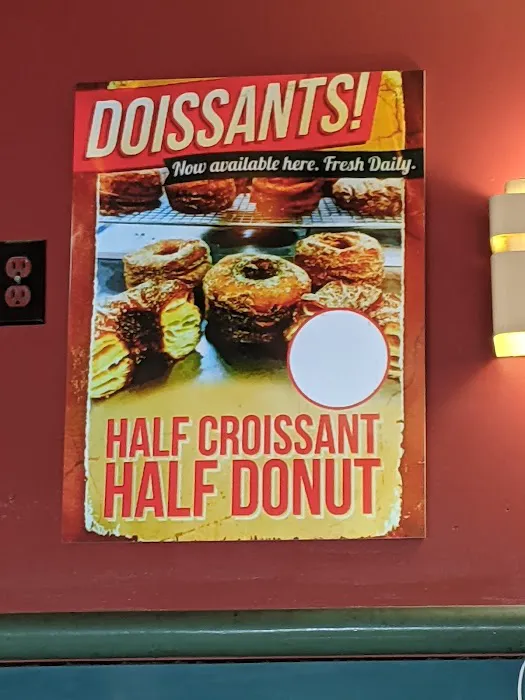 DOISSANTS!
Now available here. Fresh Daily.
HALF CROISSANT
HALF DONUT